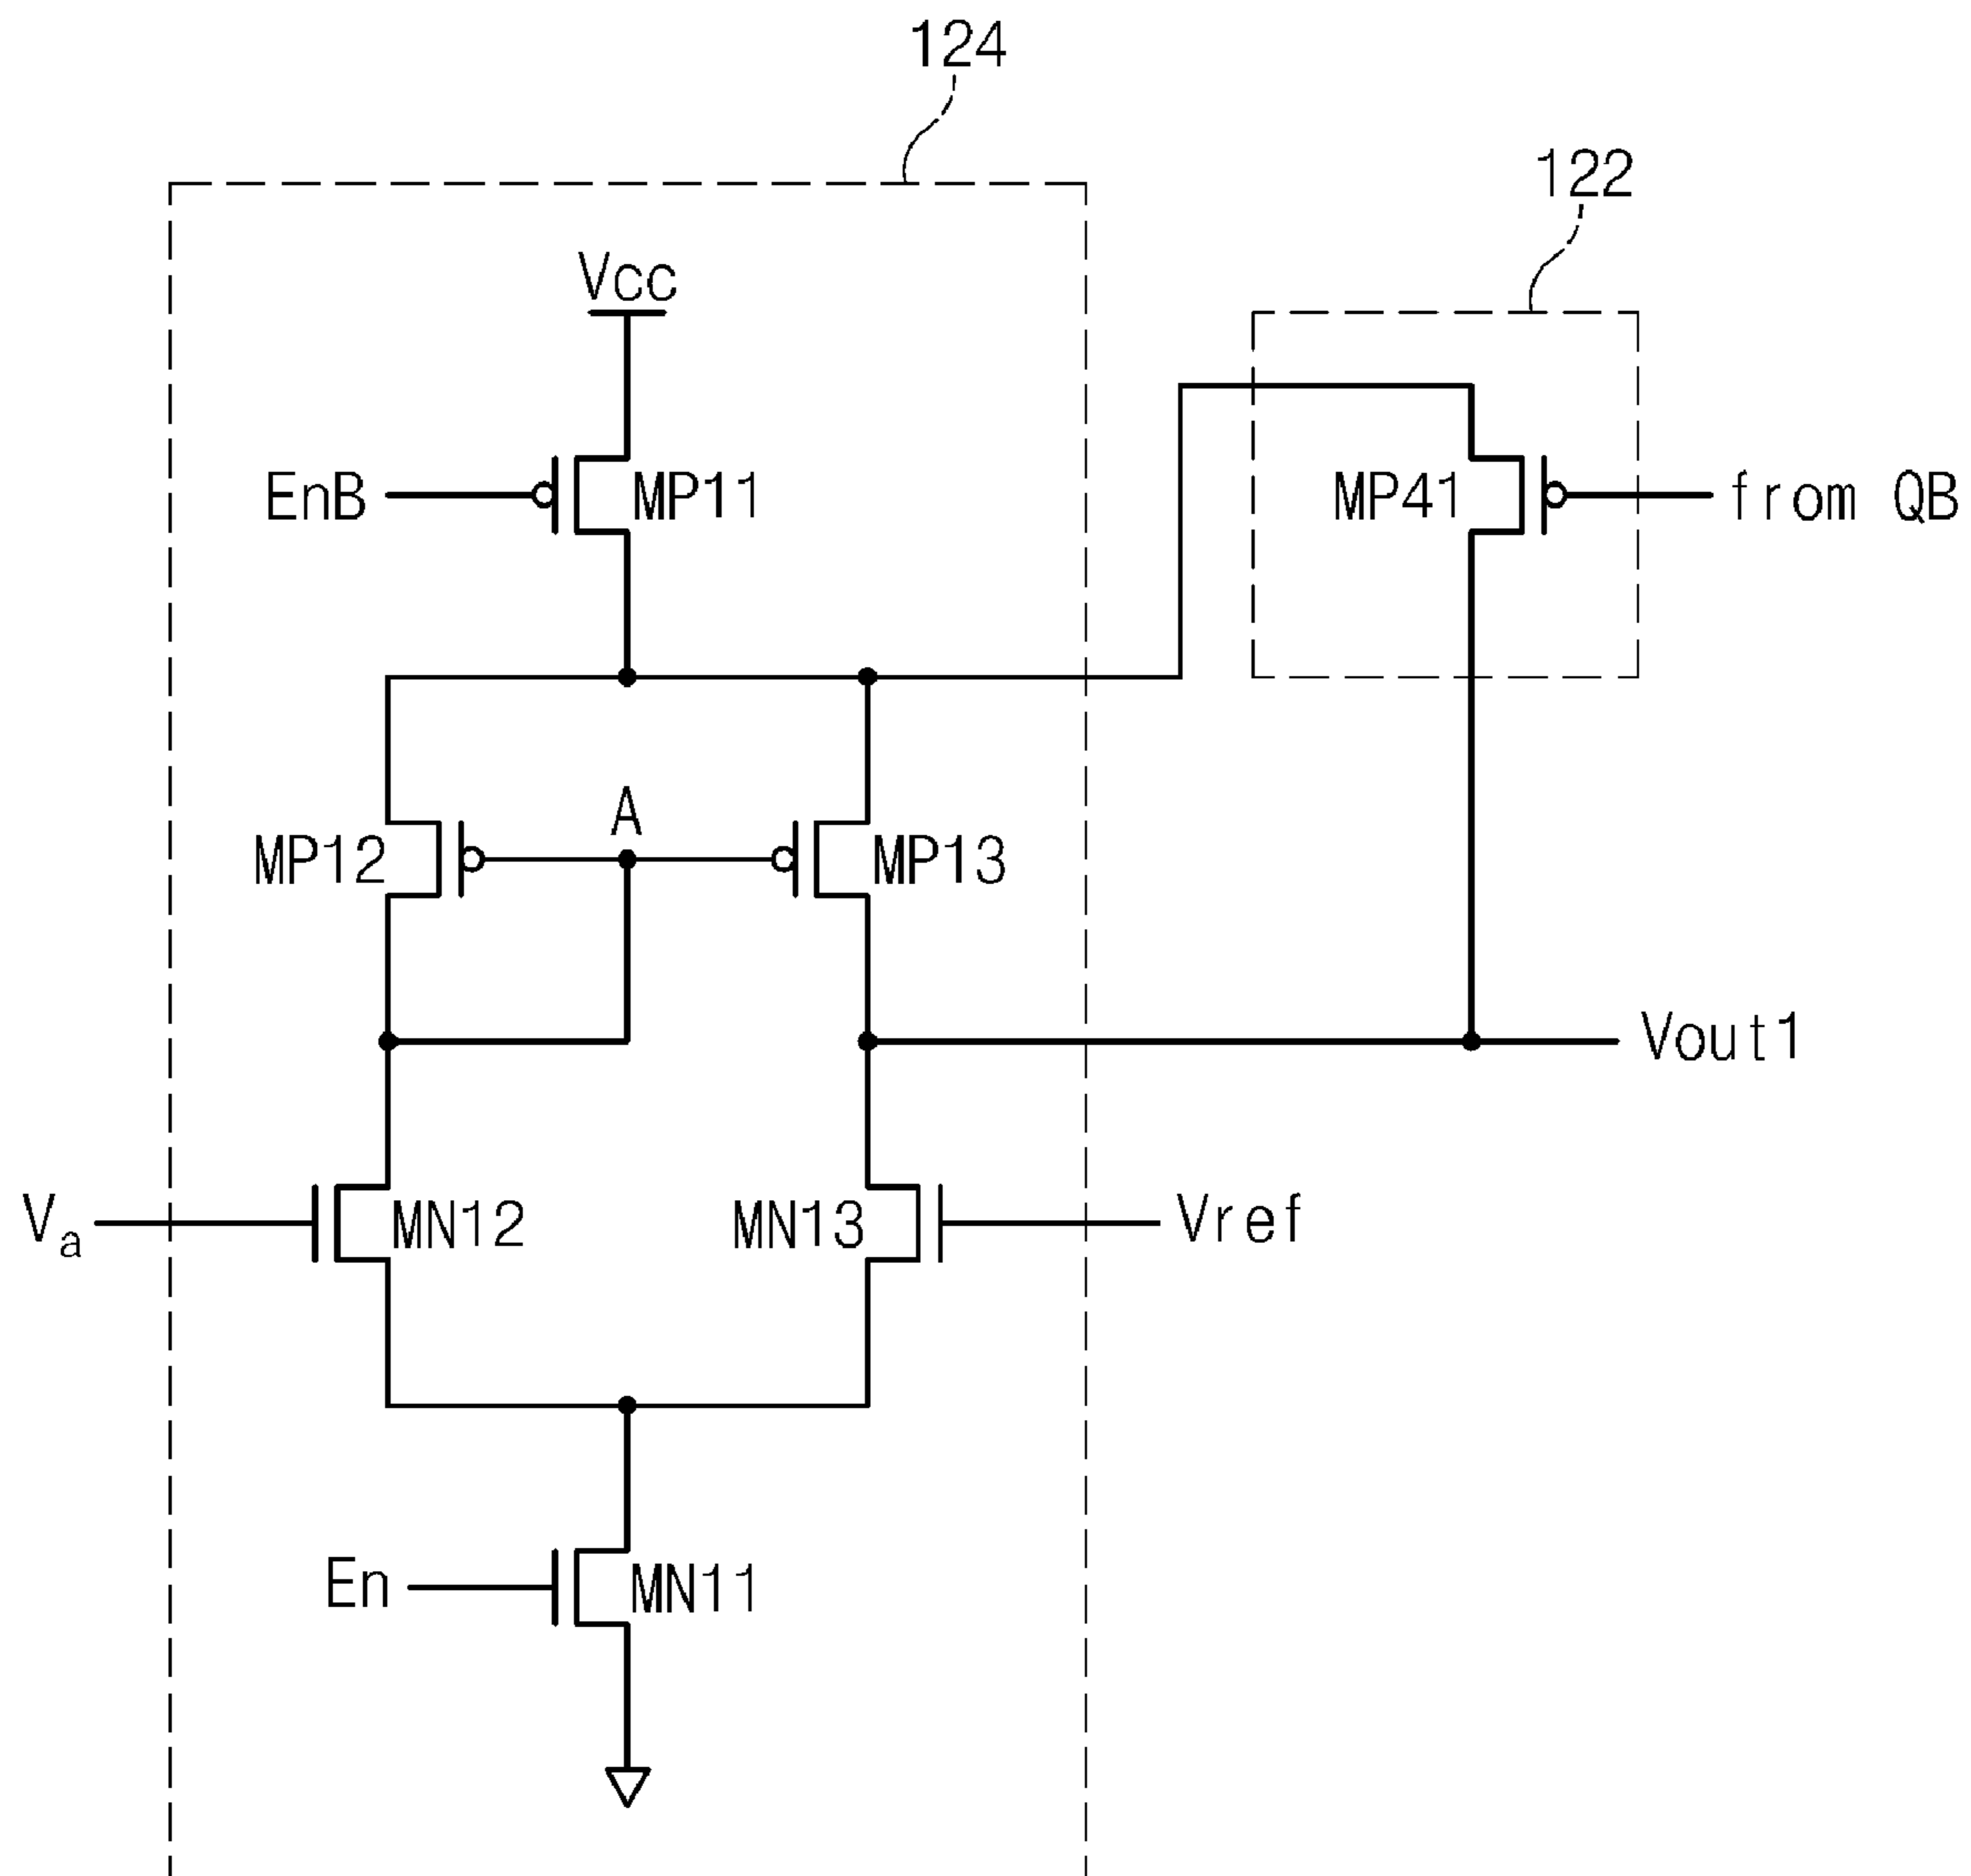 124
122
Vcc
EnB
MP11
MP41
from QB
A
MP12
MP13
Vout1
Va
MN12
MN13
Vref
En
MN11